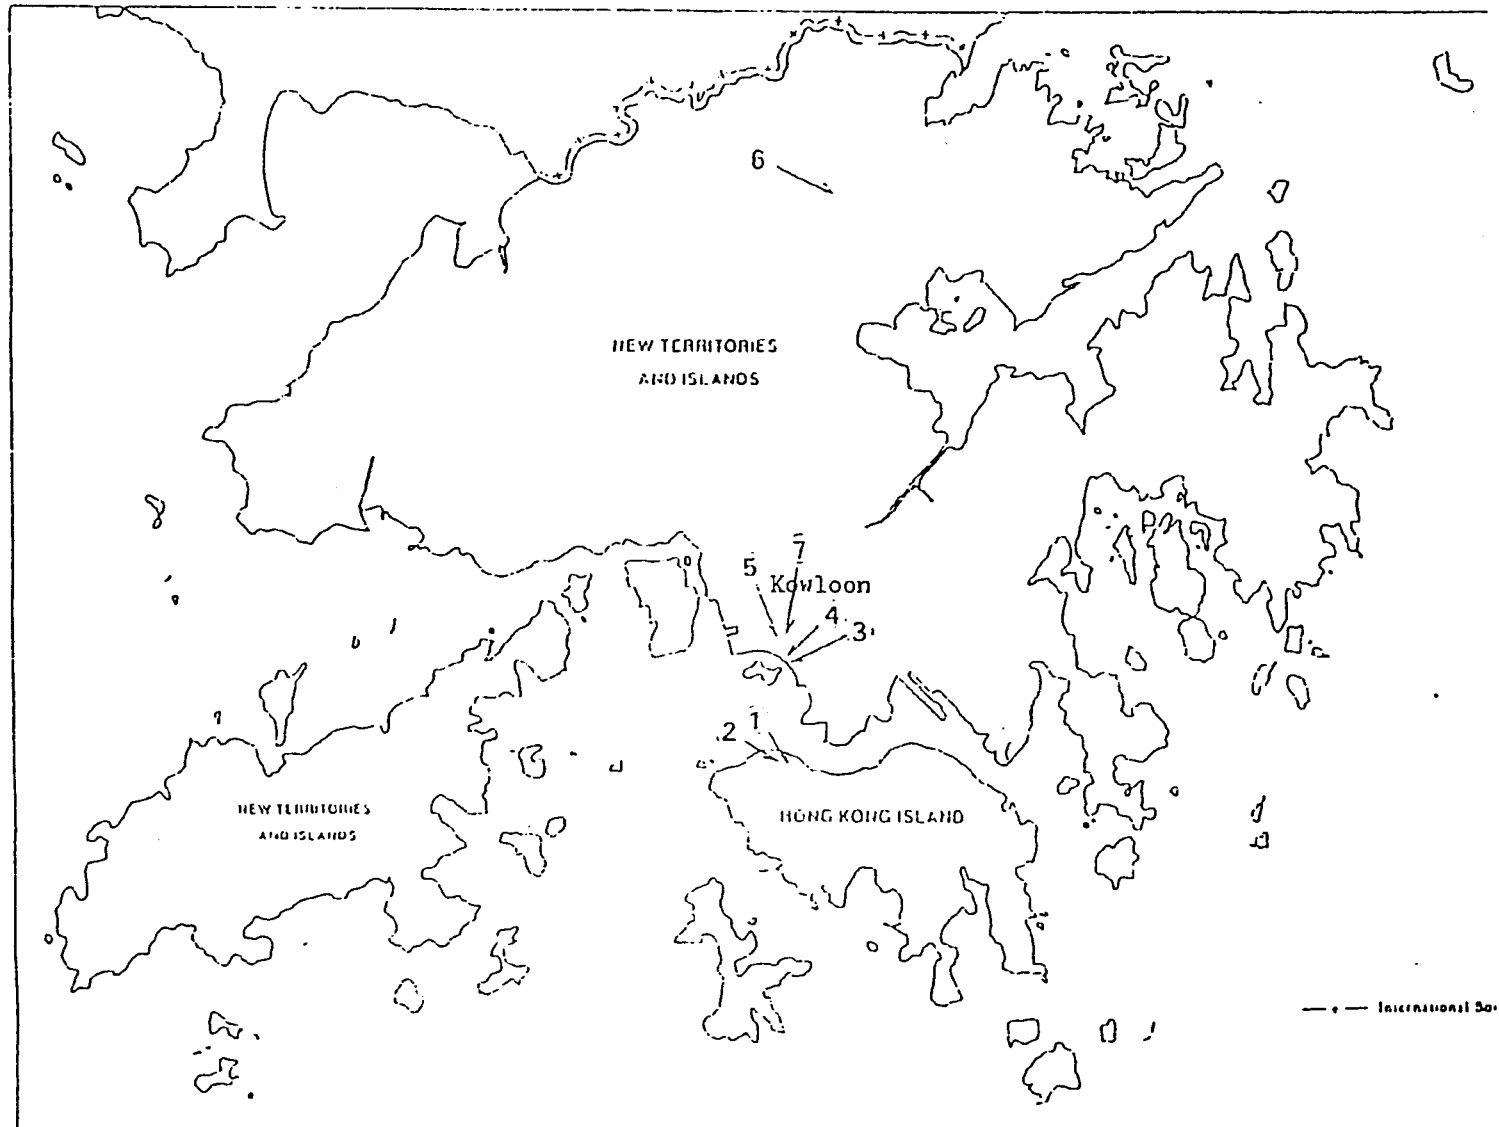 6
NEW TERRITORIES
AND ISLANDS
7
5
Kowloon
4
3
1
2
NEW TERRITORIES
AND ISLANDS
HONG KONG ISLAND
International